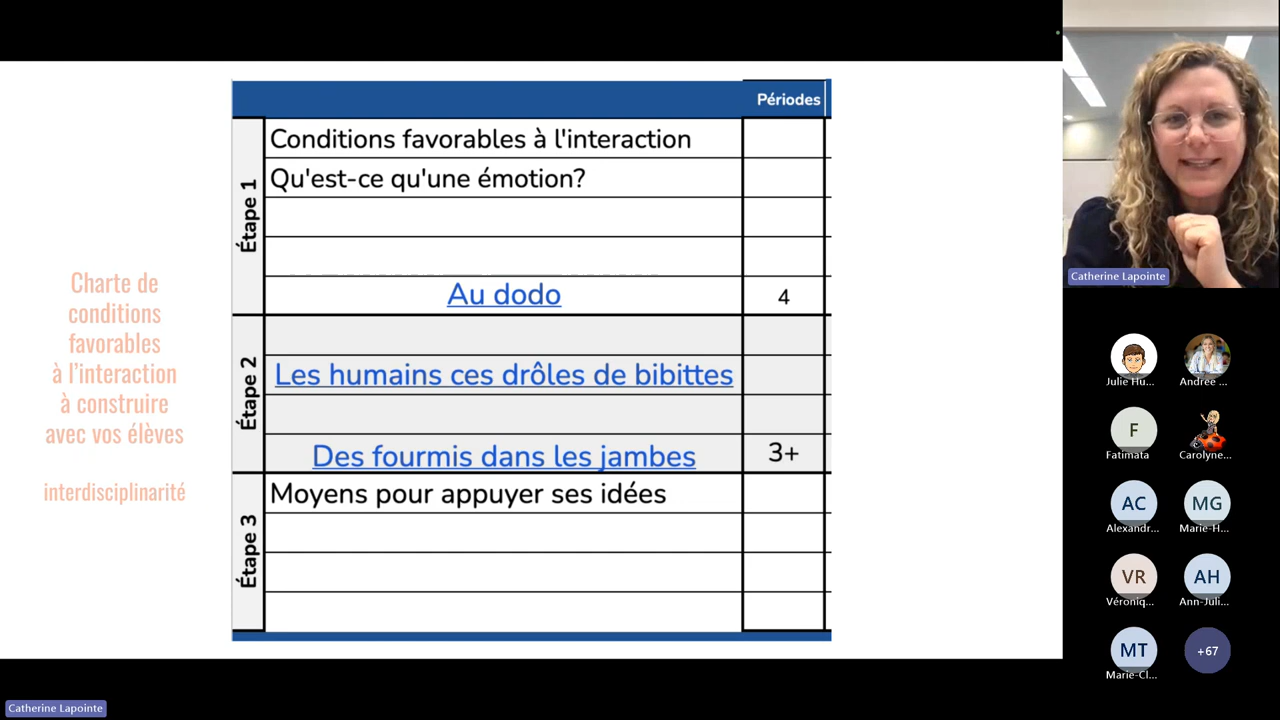 Charte de
conditions
favorables
à l'interaction
à construire
avec vos élèves
interdisciplinarité
Périodes
Étape 1
Conditions favorables à l'interaction
Qu'est-ce qu'une émotion?
Au dodo
4
Étape 2
Les humains ces drôles de bibittes
Des fourmis dans les jambes
3+
Étape 3
Moyens pour appuyer ses idées
Catherine Lapointe
Julie Hu...
Andrée ...
F
Fatimata
Carolyne...
AC
Alexandr...
MG
Marie-H...
VR
Véroniq...
AH
Ann-Juli...
MT
Marie-Cl...
+67
Catherine Lapointe